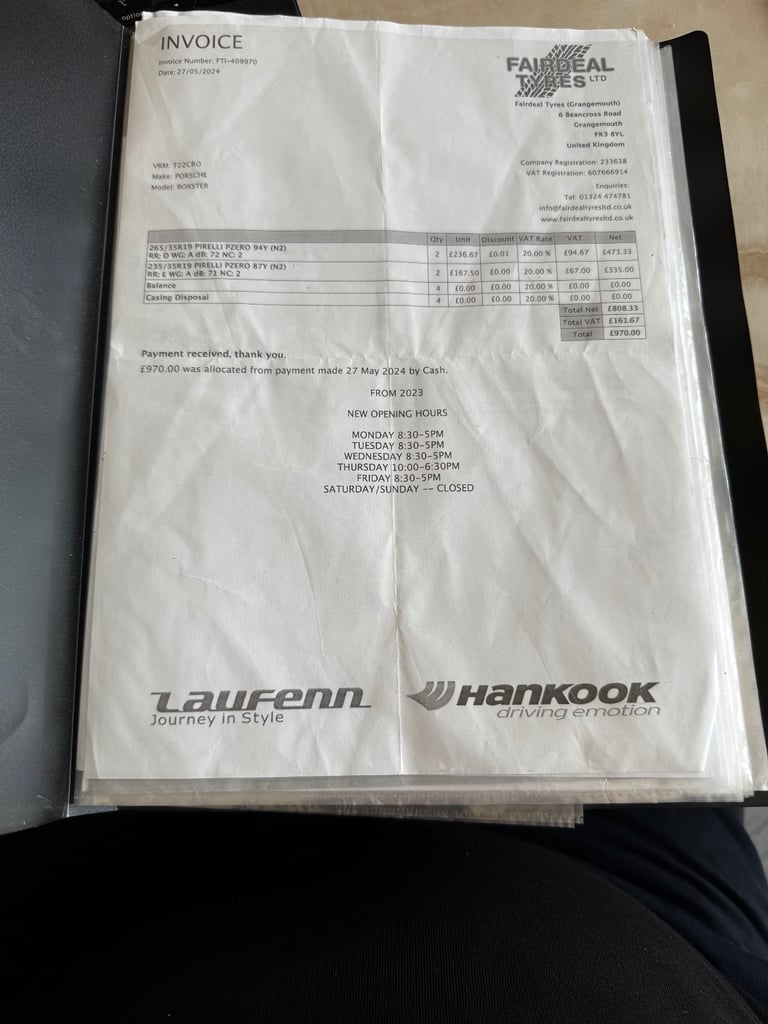 option
INVOICE
Invoice Number: FTI-409970
Date: 27/05/2024
FAIRDEAL
TYRES LTD
Fairdeal Tyres (Grangemouth)
6 Beancross Road
Grangemouth
FK3 8YL
United Kingdom
Company Registration: 233638
VAT Registration: 607666914
Enquiries:
Tel: 01324 474781
info@fairdealtyresltd.co.uk
www.fairdealtyresltd.co.uk
VRM: T22CRO
Make: PORSCHE
Model: BOXSTER
Qty Unit Discount VAT Rate VAT Net
265/35R19 PIRELLI PZERO 94Y (N2)
RR: D WG: A dB: 72 NC: 2 2 £236.67 £0.01 20.00 % £94.67 £473.33
235/35R19 PIRELLI PZERO 87Y (N2)
RR: E WG: A dB: 71 NC: 2 2 £167.50 £0.00 20.00 % £67.00 £335.00
Balance 4 £0.00 £0.00 20.00 % £0.00 £0.00
Casing Disposal 4 £0.00 £0.00 20.00 % £0.00 £0.00
Total Net £808.33
Total VAT £161.67
Total £970.00
Payment received, thank you.
£970.00 was allocated from payment made 27 May 2024 by Cash.
FROM 2023
NEW OPENING HOURS
MONDAY 8:30-5PM
TUESDAY 8:30-5PM
WEDNESDAY 8:30-5PM
THURSDAY 10:00-6:30PM
FRIDAY 8:30-5PM
SATURDAY/SUNDAY -- CLOSED
Laufenn
Journey in Style
Hankook
driving emotion